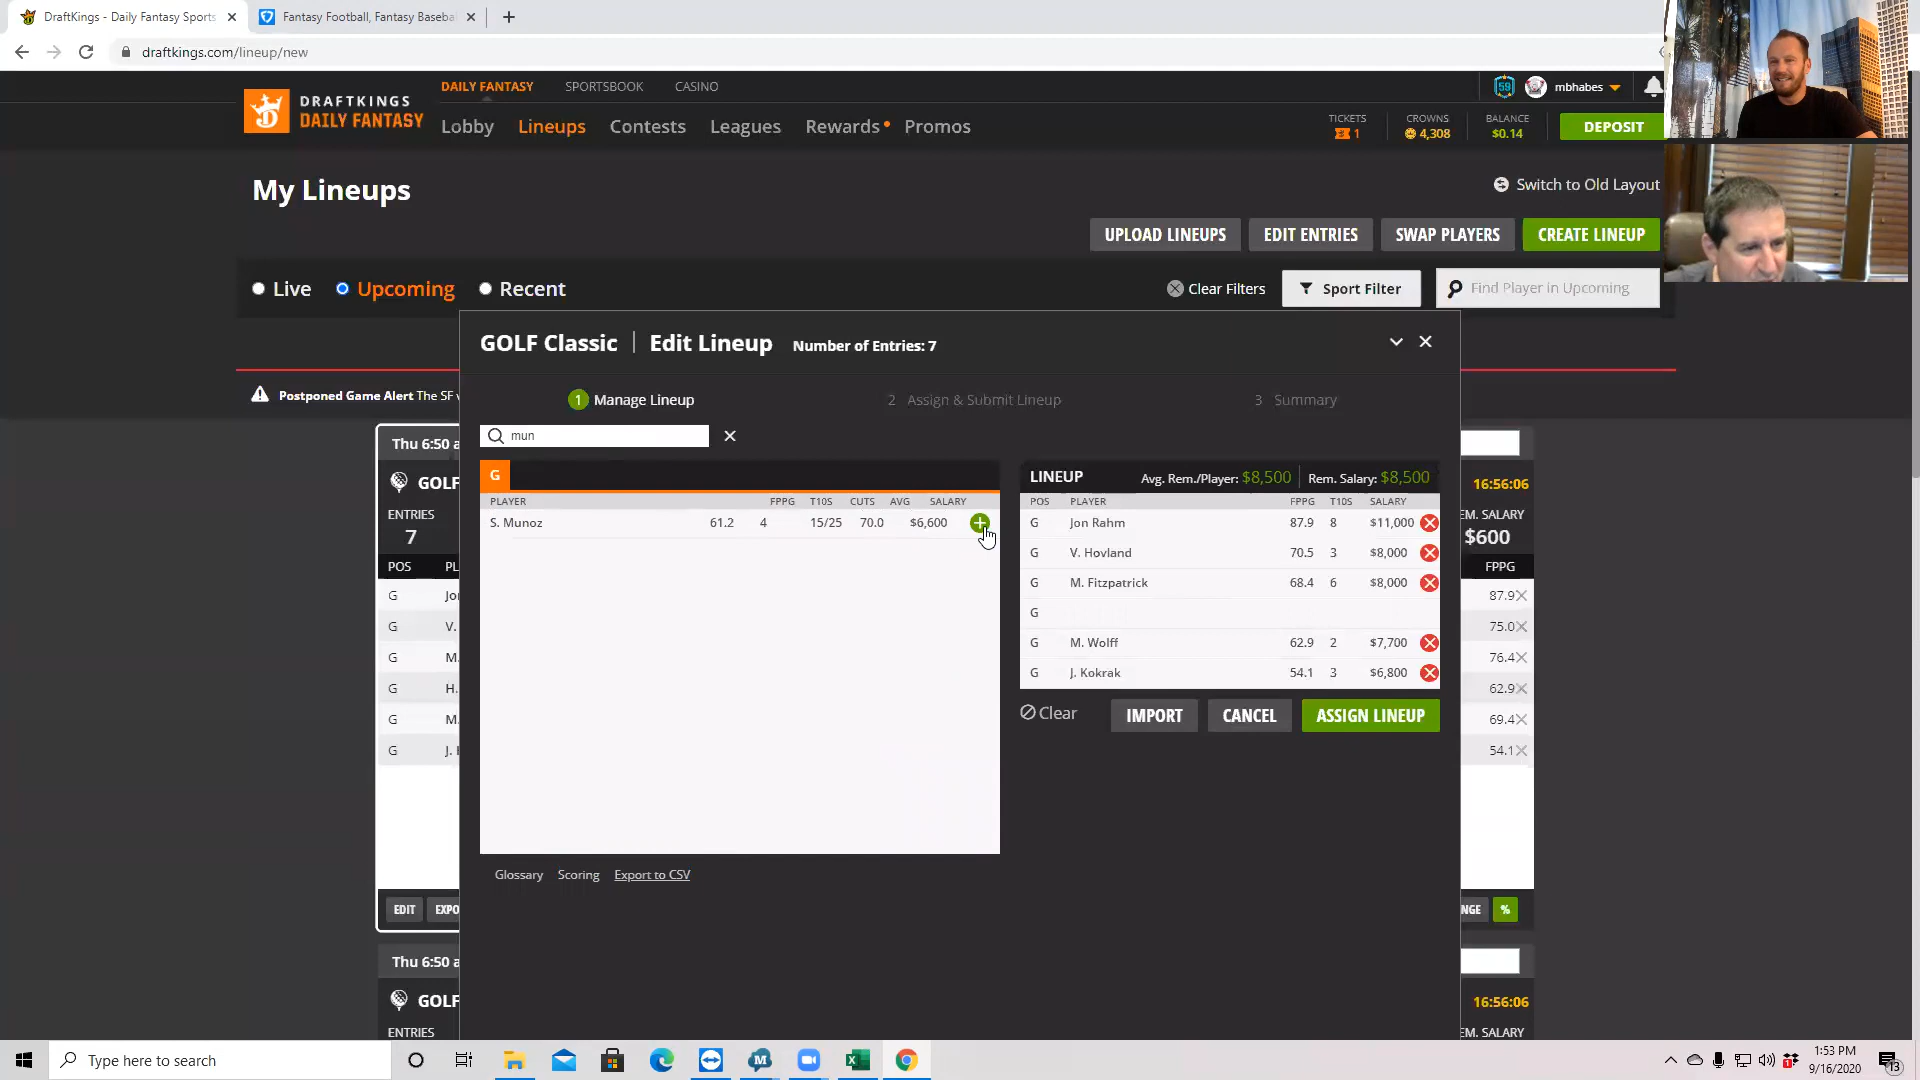 DraftKings - Daily Fantasy Sports
Fantasy Football, Fantasy Baseba
draftkings.com/lineup/new
DAILY FANTASY SPORTSBOOK CASINO
59 mbhabes
DRAFTKINGS
DAILY FANTASY
Lobby Lineups Contests Leagues Rewards Promos
TICKETS CROWNS BALANCE
1 4,308 $0.14
DEPOSIT
My Lineups
Switch to Old Layout
UPLOAD LINEUPS EDIT ENTRIES SWAP PLAYERS CREATE LINEUP
Live Upcoming Recent
Clear Filters Sport Filter Find Player in Upcoming
GOLF Classic | Edit Lineup Number of Entries: 7
Postponed Game Alert The SF v
1 Manage Lineup 2 Assign & Submit Lineup 3 Summary
mun
G
PLAYER FPPG T10S CUTS AVG SALARY
S. Munoz 61.2 4 15/25 70.0 $6,600
Glossary Scoring Export to CSV
LINEUP Avg. Rem./Player: $8,500 Rem. Salary: $8,500
POS PLAYER FPPG T10S SALARY
G Jon Rahm 87.9 8 $11,000
G V. Hovland 70.5 3 $8,000
G M. Fitzpatrick 68.4 6 $8,000
G
G M. Wolff 62.9 2 $7,700
G J. Kokrak 54.1 3 $6,800
Clear IMPORT CANCEL ASSIGN LINEUP
Thu 6:50 a
GOLF
ENTRIES
7
POS PL
G Jo
G V.
G M.
G H.
G M.
G J. H
EDIT EXPO
16:56:06
EM. SALARY
$600
FPPG
87.9
75.0
76.4
62.9
69.4
54.1
NGE %
Thu 6:50 a
GOLF
ENTRIES
16:56:06
EM. SALARY
Type here to search
1:53 PM
9/16/2020
13